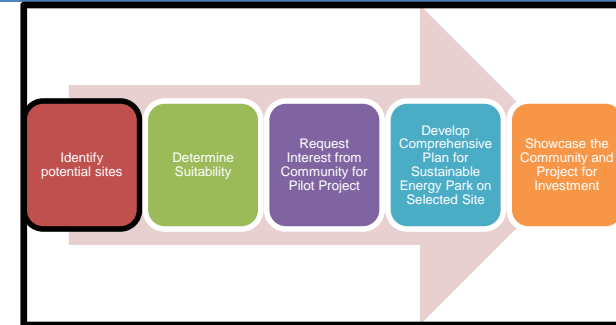 Identify
potential sites
Determine
Suitability
Request
Interest from
Community for
Pilot Project
Develop
Comprehensive
Plan for
Sustainable
Energy Park on
Selected Site
Showcase the
Community and
Project for
Investment